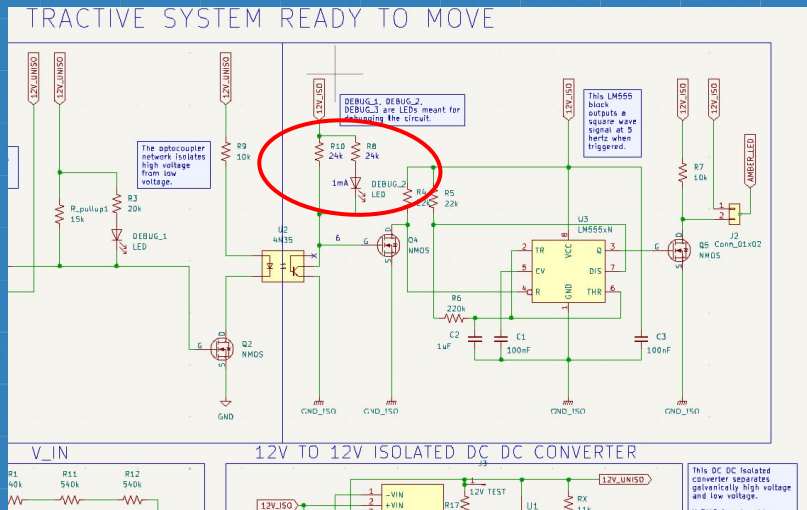 TRACTIVE SYSTEM READY TO MOVE
12V_UNISO
12V_UNISO
12V_UNISO
12V_ISO
12V_ISO
12V_ISO
12V_ISO
AMBER_LED
DEBUG_1, DEBUG_2,
DEBUG_3 are LEDs meant for
debugging the circuit.
This LM555
block
outputs a
square wave
signal at 5
hertz when
triggered.
The optocoupler
network isolates
high voltage
from low
voltage.
R9
10k
R10
24k
R8
24k
1mA
DEBUG_2
LED
R4
22k
R5
22k
R7
10k
R_pullup1
15k
R3
20k
DEBUG_1
LED
U2
4N35
6
G
D
S
Q4
NMOS
U3
LM555xN
8
VCC
2
TR
Q
3
5
CV
DIS
7
4
R
THR
6
GND
1
G
D
S
Q5
NMOS
1
2
J2
Conn_01x02
R6
220k
C2
1uF
C1
100nF
C3
100nF
G
D
S
Q2
NMOS
GND
GND_ISO
GND_ISO
GND_ISO
GND_ISO
V_IN
12V TO 12V ISOLATED DC DC CONVERTER
R1
40k
R11
540k
R12
540k
J3
1
12V TEST
12V_UNISO
12V_ISO
1
-VIN
2
+VIN
R17
U1
RX
11k
This DC DC isolated
converter separates
galvanically high voltage
and low voltage.